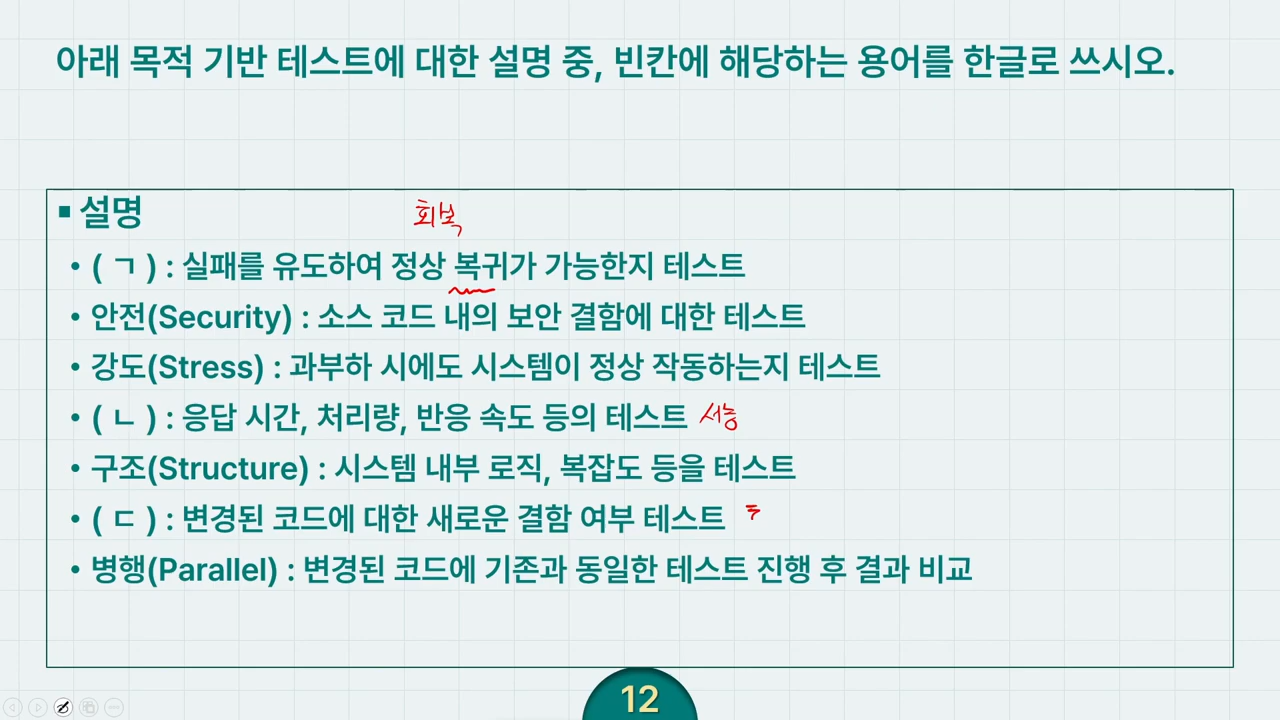 아래 목적 기반 테스트에 대한 설명 중, 빈칸에 해당하는 용어를 한글로 쓰시오.
▪ 설명
회복
• ( ㄱ ) : 실패를 유도하여 정상 복귀가 가능한지 테스트
• 안전(Security) : 소스 코드 내의 보안 결함에 대한 테스트
• 강도(Stress) : 과부하 시에도 시스템이 정상 작동하는지 테스트
• ( ㄴ ) : 응답 시간, 처리량, 반응 속도 등의 테스트 성능
• 구조(Structure) : 시스템 내부 로직, 복잡도 등을 테스트
• ( ㄷ ) : 변경된 코드에 대한 새로운 결함 여부 테스트
• 병행(Parallel) : 변경된 코드에 기존과 동일한 테스트 진행 후 결과 비교
12